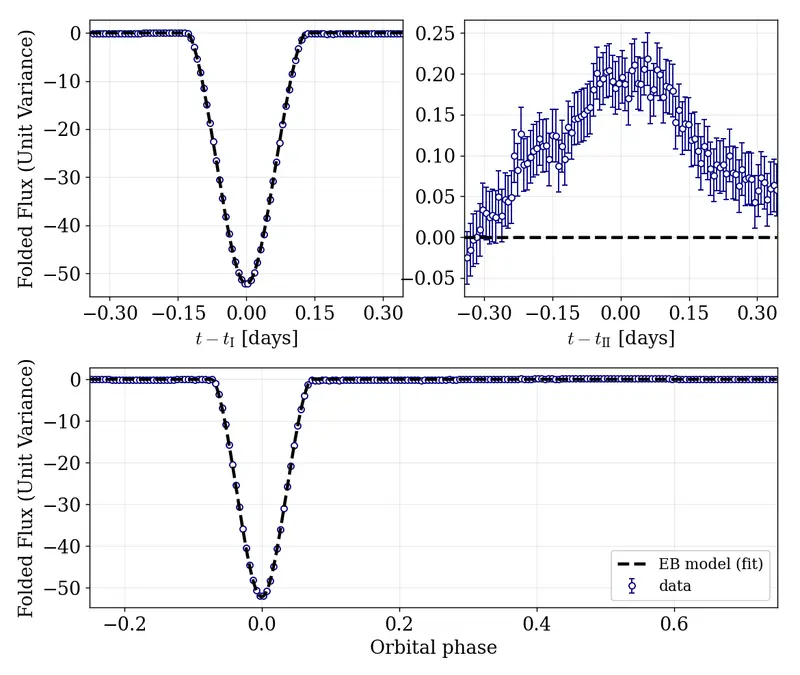 Folded Flux (Unit Variance)
0
−10
−20
−30
−40
−50
−0.30 −0.15 0.00 0.15 0.30
t − tI [days]
0.25
0.20
0.15
0.10
0.05
0.00
−0.05
−0.30 −0.15 0.00 0.15 0.30
t − tII [days]
Folded Flux (Unit Variance)
0
−10
−20
−30
−40
−50
EB model (fit)
data
−0.2 0.0 0.2 0.4 0.6
Orbital phase